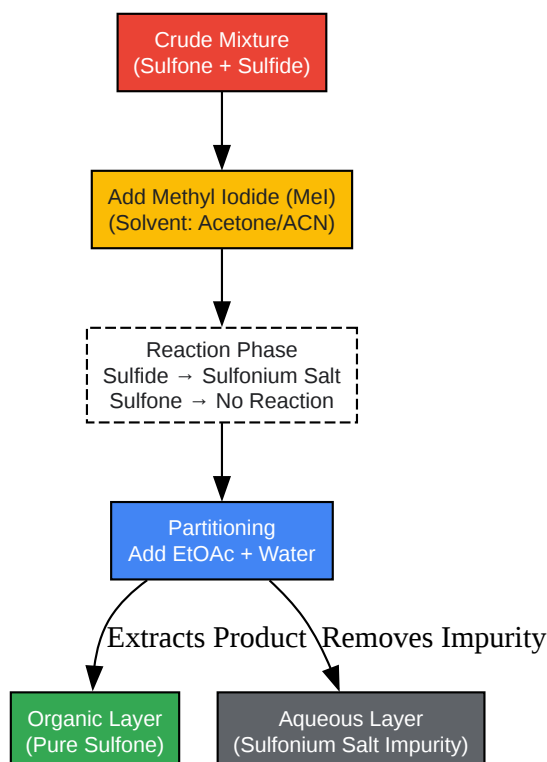 Crude Mixture
(Sulfone + Sulfide)
Add Methyl Iodide (MeI)
(Solvent: Acetone/ACN)
Reaction Phase
Sulfide → Sulfonium Salt
Sulfone → No Reaction
Partitioning
Add EtOAc + Water
Extracts Product
Removes Impurity
Organic Layer
(Pure Sulfone)
Aqueous Layer
(Sulfonium Salt Impurity)